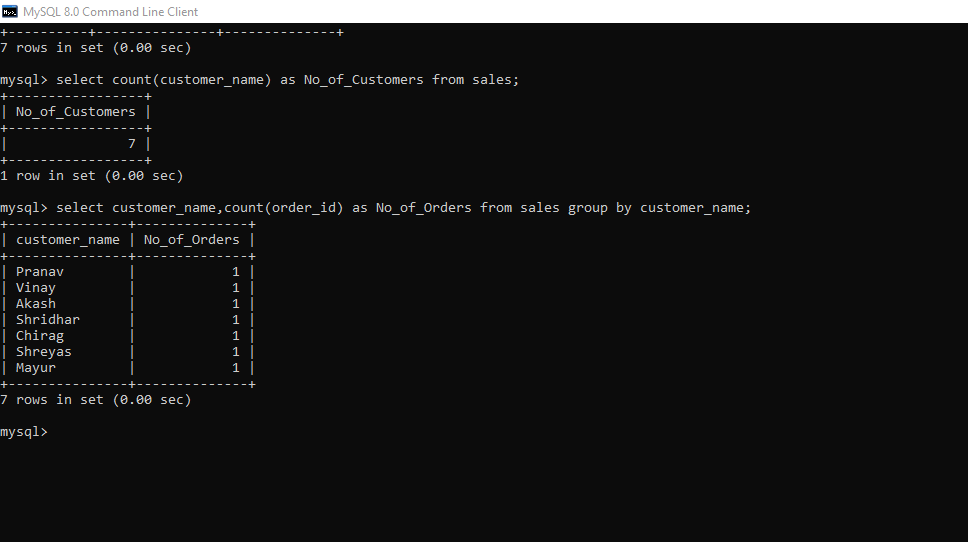 MySQL 8.0 Command Line Client
+----------+---------------+--------------+
7 rows in set (0.00 sec)
mysql> select count(customer_name) as No_of_Customers from sales;
+-----------------+
| No_of_Customers |
+-----------------+
|               7 |
+-----------------+
1 row in set (0.00 sec)
mysql> select customer_name,count(order_id) as No_of_Orders from sales group by customer_name;
+---------------+--------------+
| customer_name | No_of_Orders |
+---------------+--------------+
| Pranav        |            1 |
| Vinay         |            1 |
| Akash         |            1 |
| Shridhar      |            1 |
| Chirag        |            1 |
| Shreyas       |            1 |
| Mayur         |            1 |
+---------------+--------------+
7 rows in set (0.00 sec)
mysql>